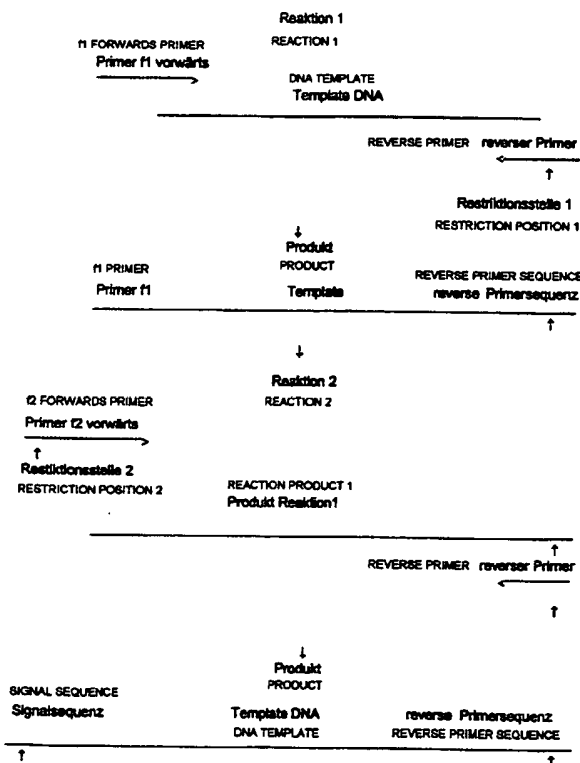 Reaktion 1
f1 FORWARDS PRIMER REACTION 1
Primer f1 vorwärts
DNA TEMPLATE
Template DNA
REVERSE PRIMER reverser Primer
↑
Restriktionsstelle 1
RESTRICTION POSITION 1
↓
Produkt
PRODUCT
f1 PRIMER REVERSE PRIMER SEQUENCE
Primer f1 Template reverse Primersequenz
↑
↓
Reaktion 2
f2 FORWARDS PRIMER REACTION 2
Primer f2 vorwärts
↑
Restiktionsstelle 2
RESTRICTION POSITION 2 REACTION PRODUCT 1
Produkt Reaktion1
↑
REVERSE PRIMER reverser Primer
↑
↓
Produkt
PRODUCT
SIGNAL SEQUENCE
Signalsequenz Template DNA reverse Primersequenz
DNA TEMPLATE REVERSE PRIMER SEQUENCE
↑ ↑